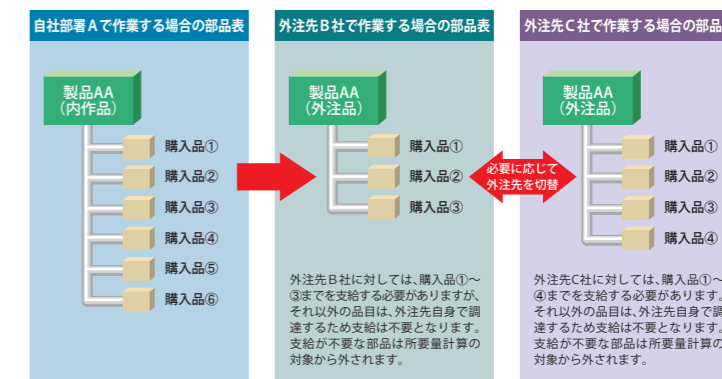 自社部署Aで作業する場合の部品表
製品AA
（内作品）
購入品①
購入品②
購入品③
購入品④
購入品⑤
購入品⑥
外注先B社で作業する場合の部品表
製品AA
（外注品）
購入品①
購入品②
購入品③
外注先B社に対しては、購入品①～
③までを支給する必要がありますが、
それ以外の品目は、外注先自身で調
達するため支給は不要となります。
支給が不要な部品は所要量計算の
対象から外されます。
必要に応じて
外注先を切替
外注先C社で作業する場合の部品
製品AA
（外注品）
購入品①
購入品②
購入品③
購入品④
外注先C社に対しては、購入品①～
④までを支給する必要があります。
それ以外の品目は、外注先自身で調
達するため支給は不要となります。
支給が不要な部品は所要量計算の
対象から外されます。